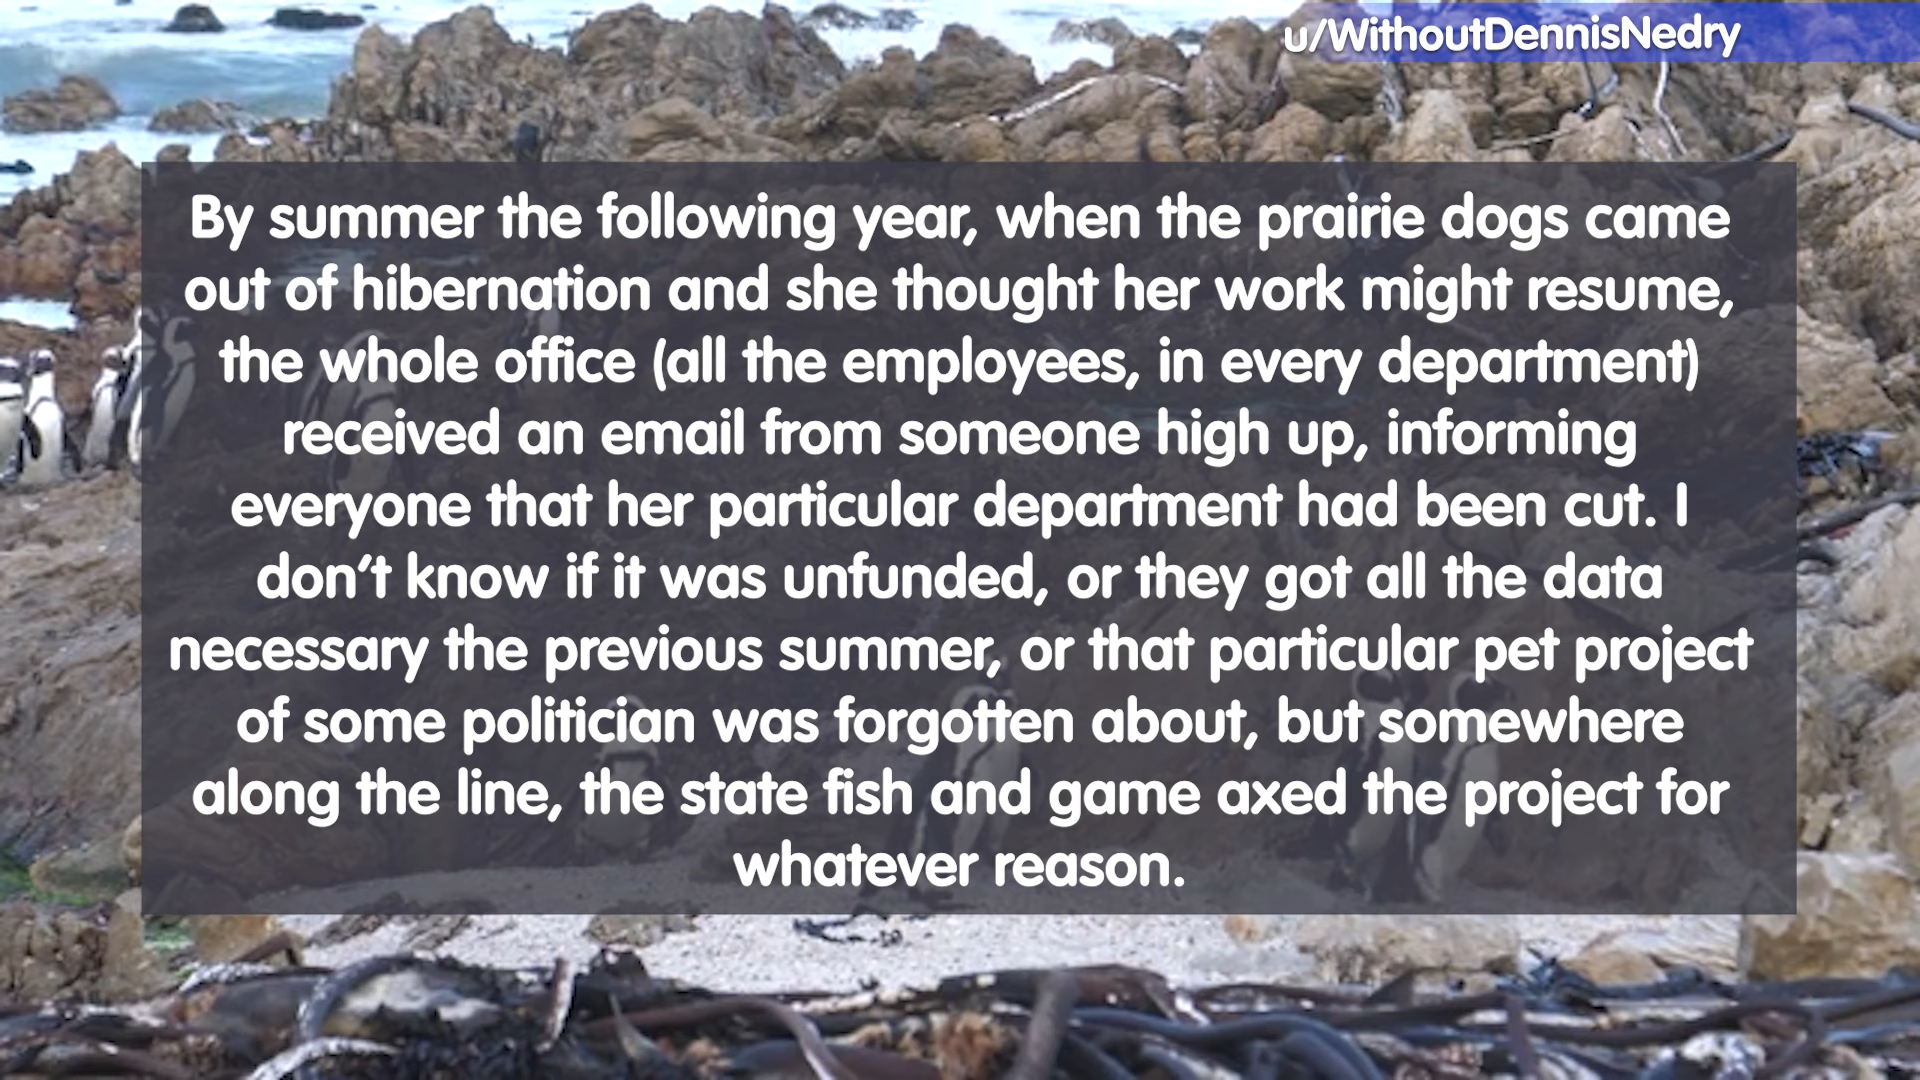 u/WithoutDennisNedry
By summer the following year, when the prairie dogs came
out of hibernation and she thought her work might resume,
the whole office (all the employees, in every department)
received an email from someone high up, informing
everyone that her particular department had been cut. I
don't know if it was unfunded, or they got all the data
necessary the previous summer, or that particular pet project
of some politician was forgotten about, but somewhere
along the line, the state fish and game axed the project for
whatever reason.